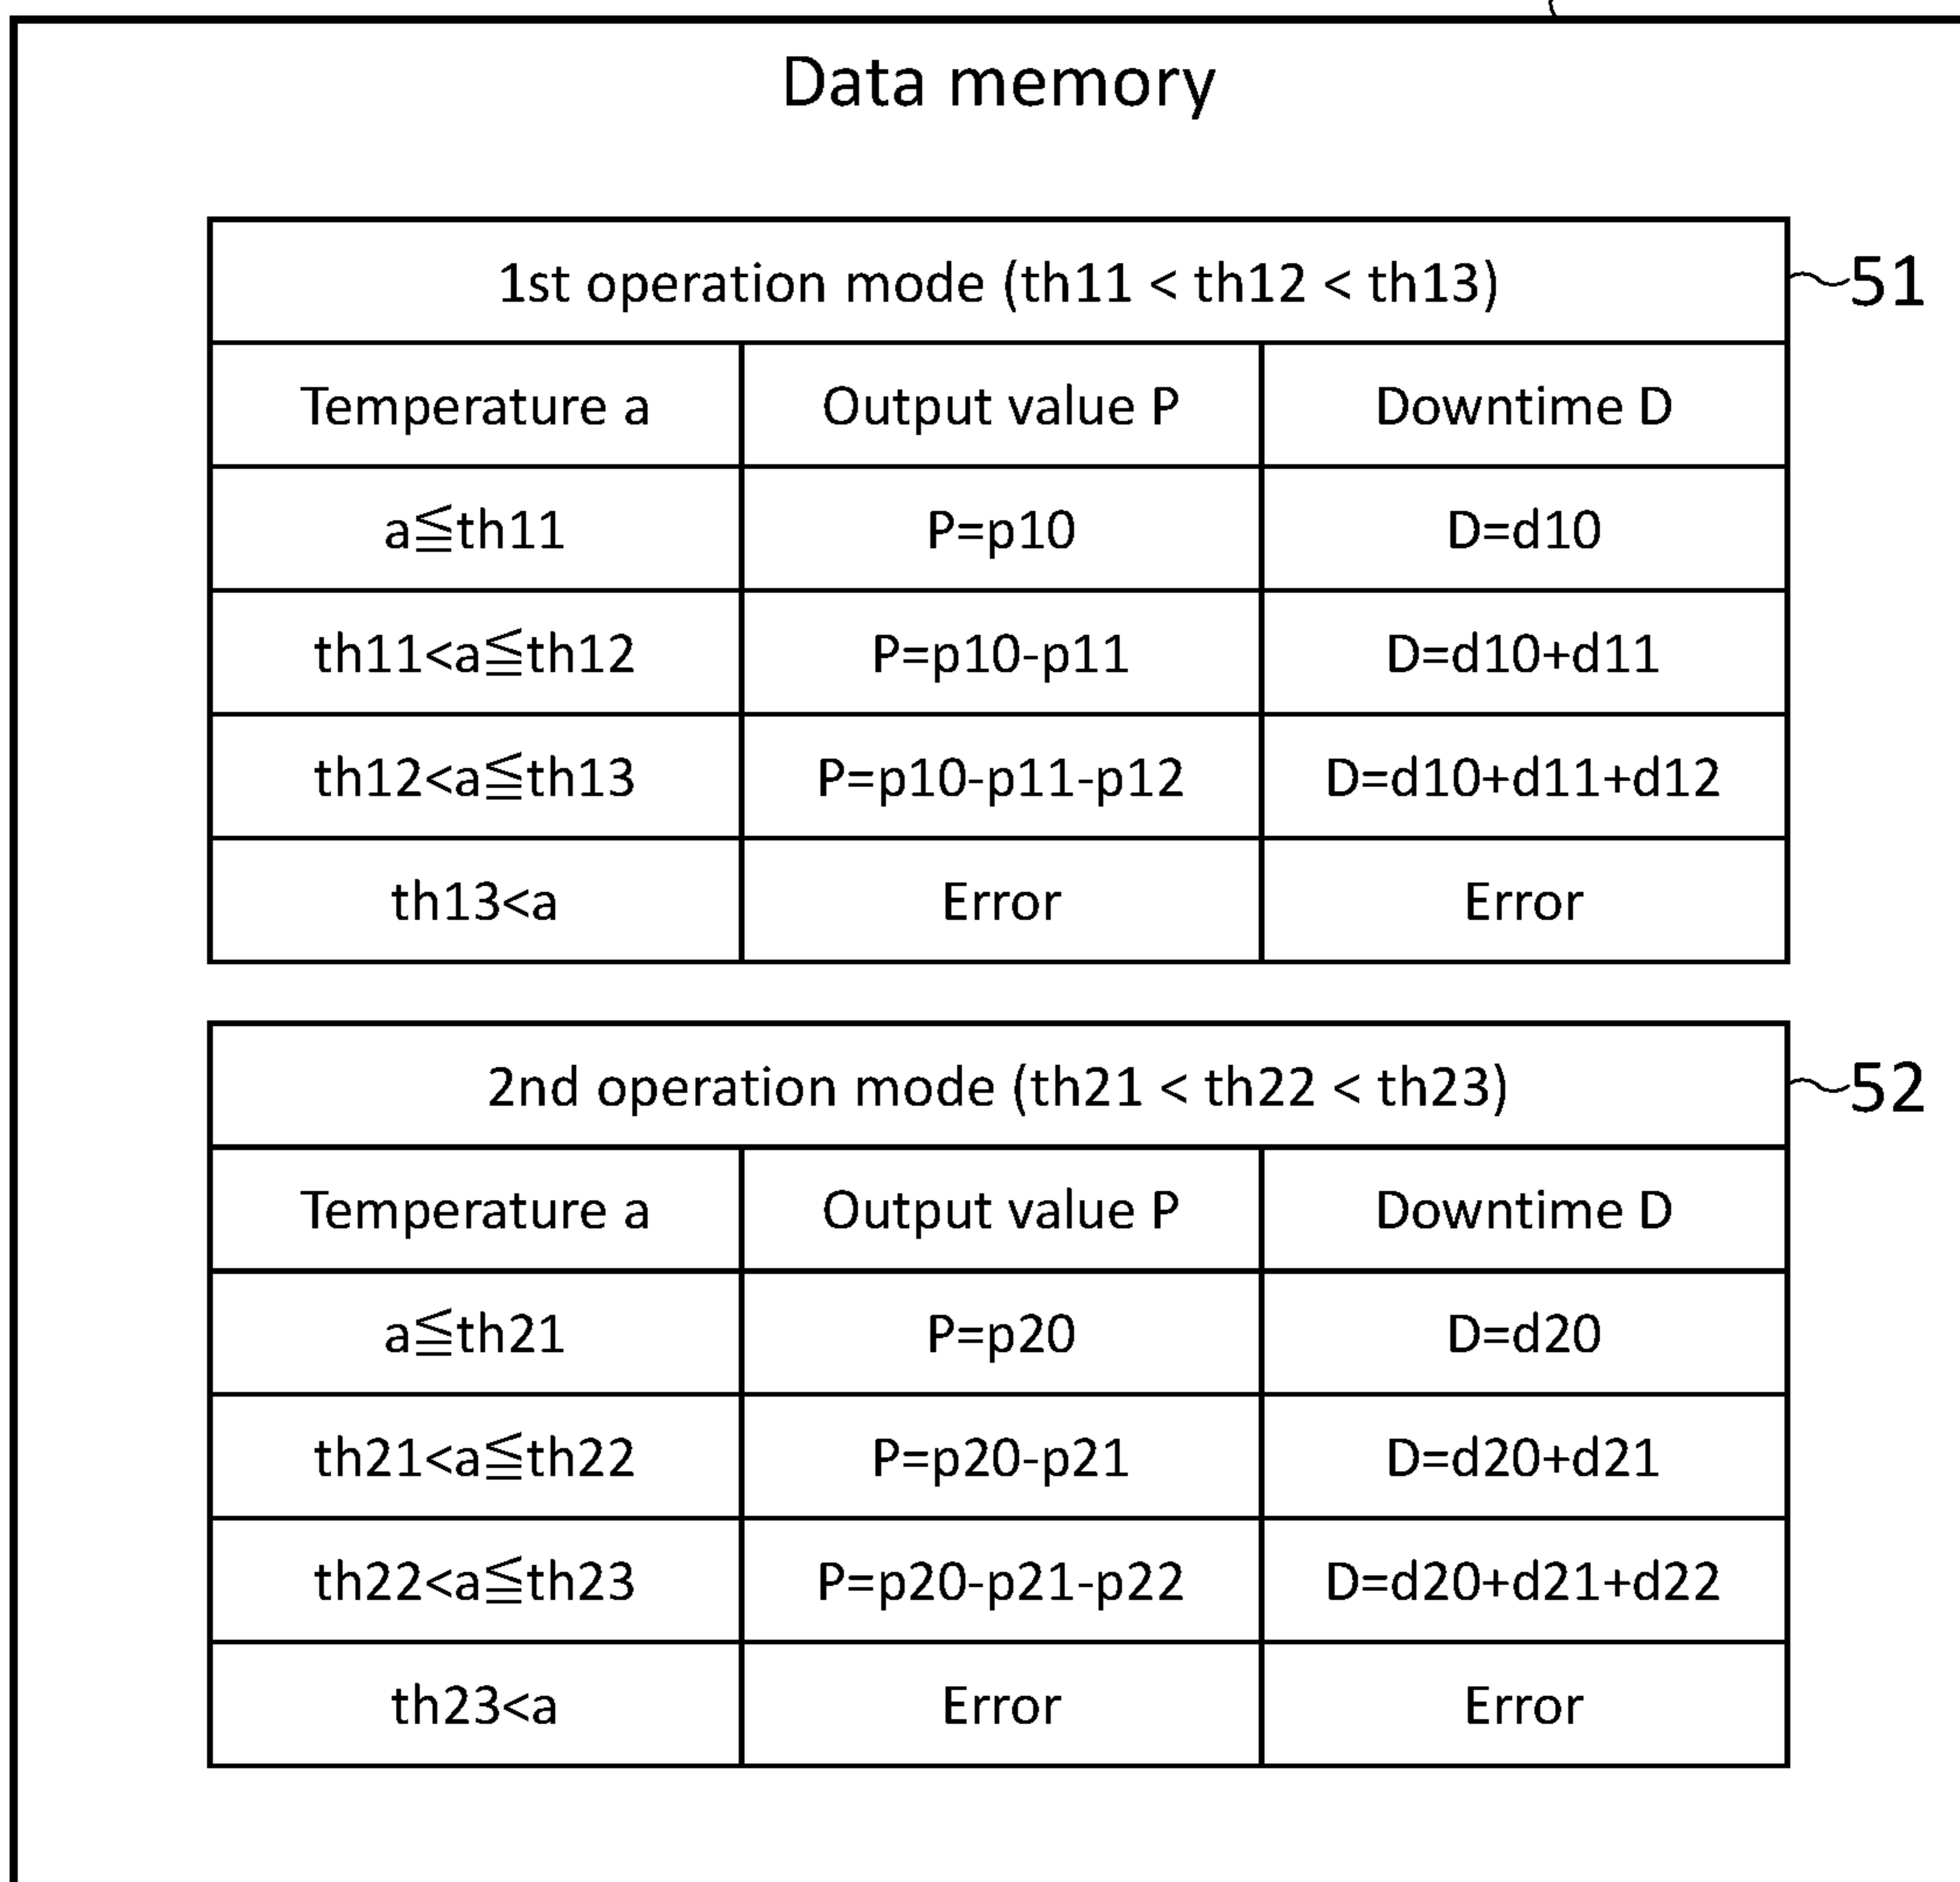 Data memory
1st operation mode (th11 < th12 < th13)
51
Temperature a Output value P Downtime D
a≦th11 P=p10 D=d10
th11<a≦th12 P=p10-p11 D=d10+d11
th12<a≦th13 P=p10-p11-p12 D=d10+d11+d12
th13<a Error Error
2nd operation mode (th21 < th22 < th23)
52
Temperature a Output value P Downtime D
a≦th21 P=p20 D=d20
th21<a≦th22 P=p20-p21 D=d20+d21
th22<a≦th23 P=p20-p21-p22 D=d20+d21+d22
th23<a Error Error